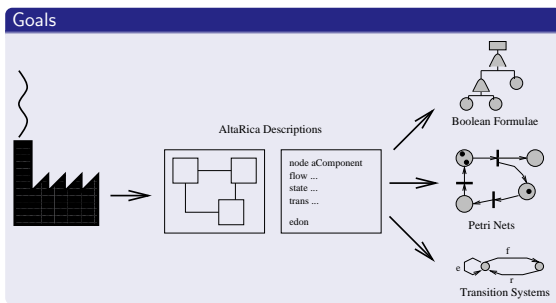 Goals
AltaRica Descriptions
node aComponent
flow ...
state ...
trans ...
edon
Boolean Formulae
Petri Nets
f
e
r
Transition Systems